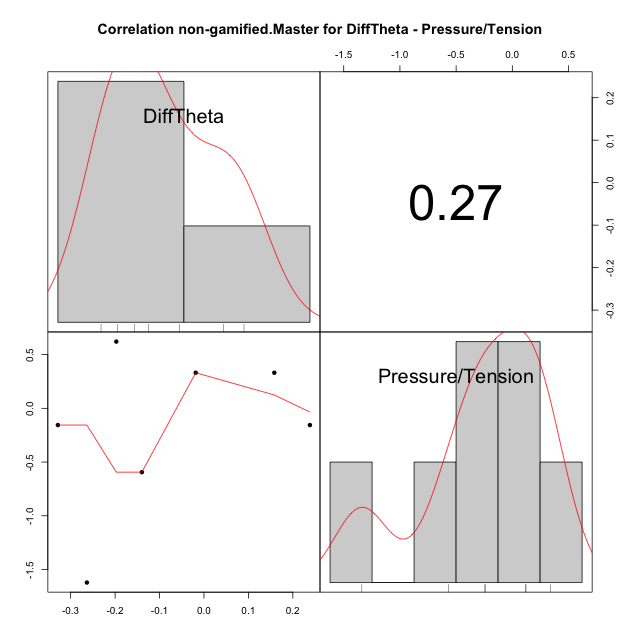 Correlation non-gamified.Master for DiffTheta - Pressure/Tension
-1.5 -1.0 -0.5 0.0 0.5
DiffTheta
0.27
0.2
0.1
0.0
-0.1
-0.2
-0.3
Pressure/Tension
0.5
0.0
-0.5
-1.0
-1.5
-0.3 -0.2 -0.1 0.0 0.1 0.2